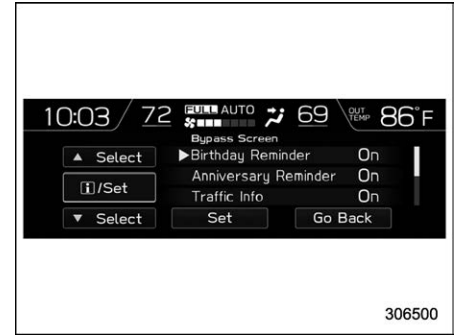 10:03 72 FULL AUTO 69 OUT TEMP 86°F
Bypass Screen
▲ Select ▶Birthday Reminder On
Anniversary Reminder On
i/Set
Traffic Info On
▼ Select Set Go Back
306500